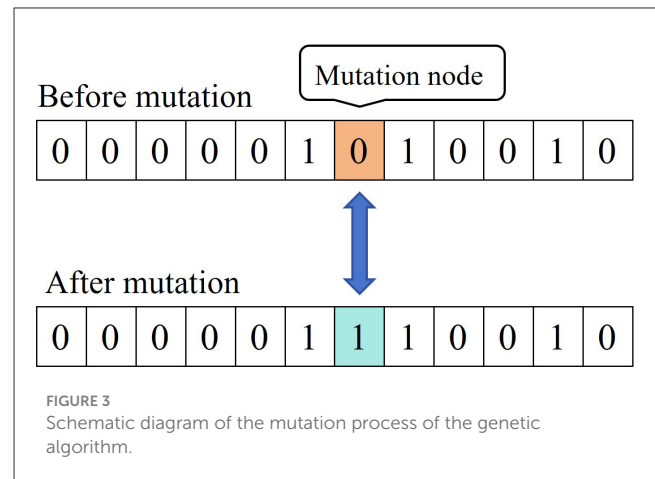 Mutation node
Before mutation
0 0 0 0 0 1 0 1 0 0 1 0
After mutation
0 0 0 0 0 1 1 1 0 0 1 0
FIGURE 3
Schematic diagram of the mutation process of the genetic
algorithm.